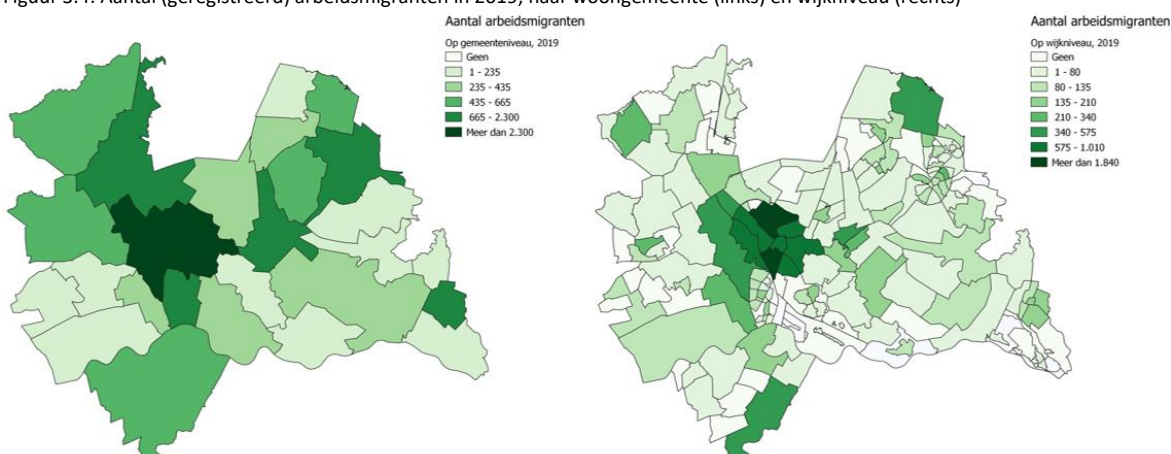 Figuur 3.4: Aantal (geregistreerd) arbeidsmigranten in 2019, naar woongemeente (links) en wijkniveau (rechts)
Aantal arbeidsmigranten
Op gemeenteniveau, 2019
Geen
1 - 235
235 - 435
435 - 665
665 - 2.300
Meer dan 2.300
Aantal arbeidsmigranten
Op wijkniveau, 2019
Geen
1 - 80
80 - 135
135 - 210
210 - 340
340 - 575
575 - 1.010
Meer dan 1.840